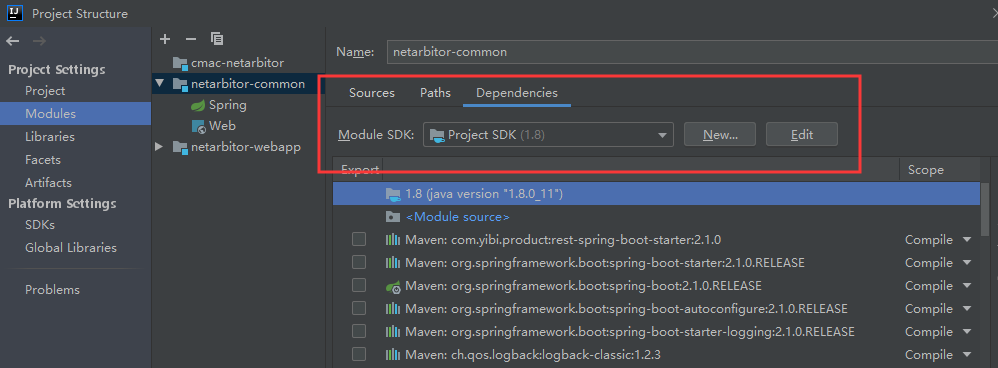 Project Structure
Project Settings
Project
Modules
Libraries
Facets
Artifacts
Platform Settings
SDKs
Global Libraries
Problems
cmac-netarbitor
netarbitor-common
Spring
Web
netarbitor-webapp
Name: netarbitor-common
Sources Paths Dependencies
Module SDK: Project SDK (1.8) New... Edit
Export Scope
1.8 (java version "1.8.0_11")
<Module source>
Maven: com.yibi.product:rest-spring-boot-starter:2.1.0 Compile
Maven: org.springframework.boot:spring-boot-starter:2.1.0.RELEASE Compile
Maven: org.springframework.boot:spring-boot:2.1.0.RELEASE Compile
Maven: org.springframework.boot:spring-boot-autoconfigure:2.1.0.RELEASE Compile
Maven: org.springframework.boot:spring-boot-starter-logging:2.1.0.RELEASE Compile
Maven: ch.qos.logback:logback-classic:1.2.3 Compile